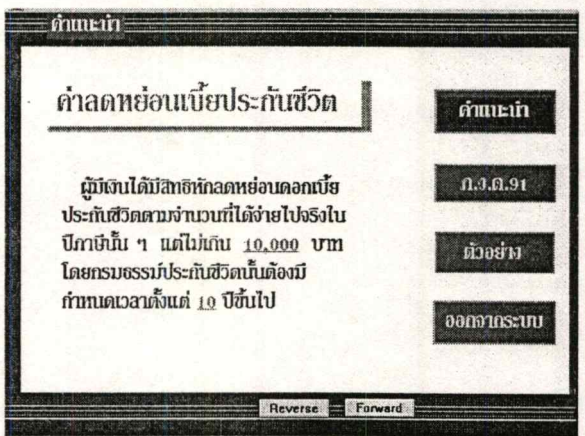 คำแนะนำ
ค่าลดหย่อนเบี้ยประกันชีวิต
ผู้มีเงินได้มีสิทธิหักลดหย่อนดอกเบี้ย
ประกันชีวิตตามจำนวนที่ได้จ่ายไปจริงใน
ปีภาษีนั้น ๆ แต่ไม่เกิน 10,000 บาท
โดยกรมธรรม์ประกันชีวิตนั้นต้องมี
กำหนดเวลาตั้งแต่ 10 ปีขึ้นไป
คำแนะนำ
ภ.ง.ด.91
ตัวอย่าง
ออกจากระบบ
Reverse
Forward